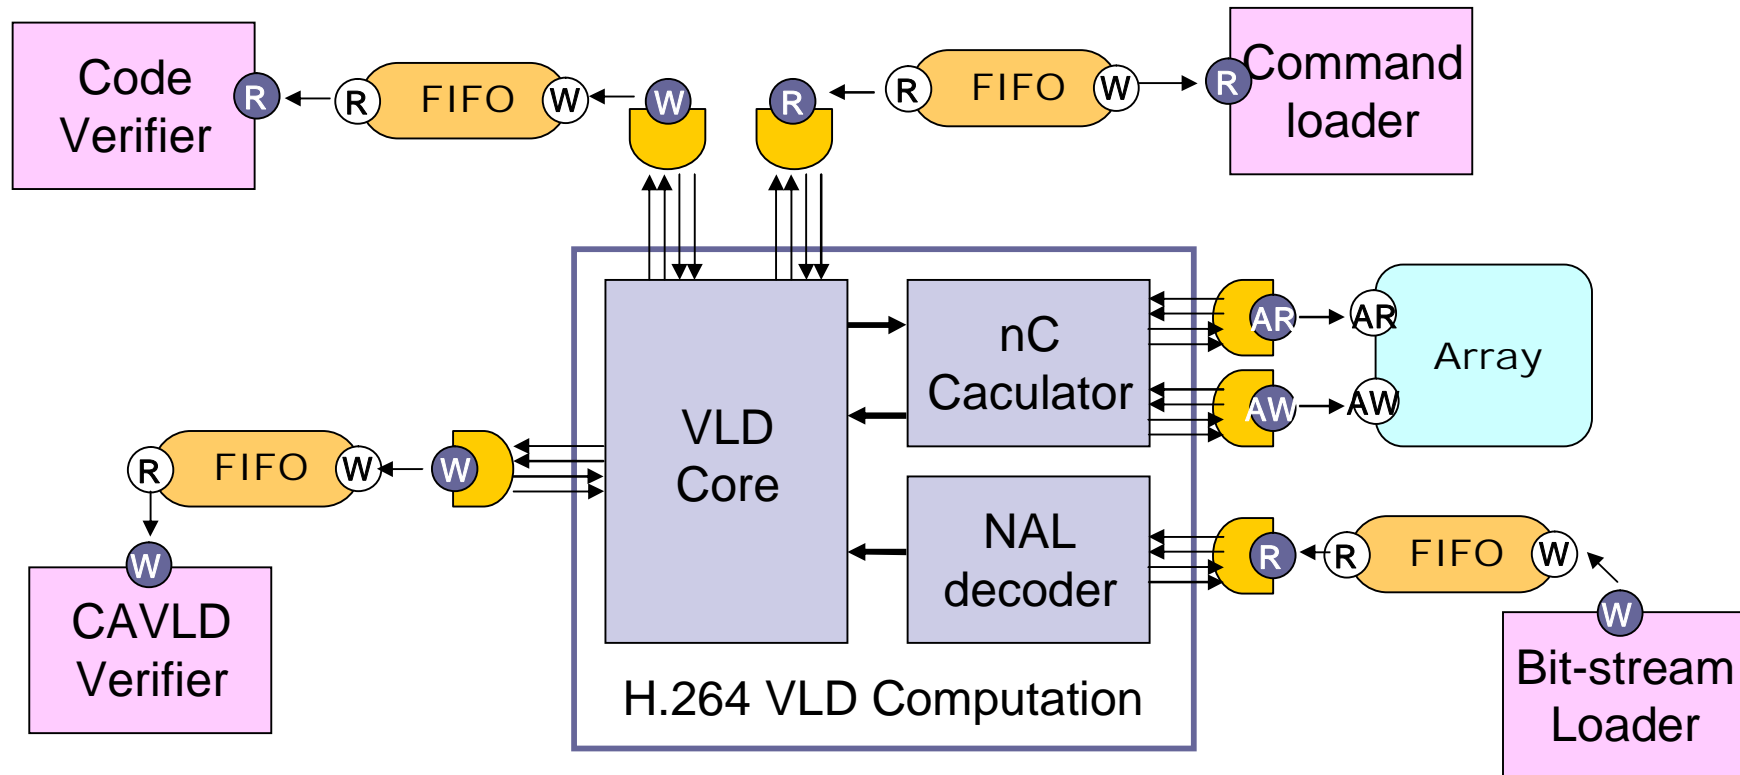 Code
Verifier
R
R
FIFO
W
W
R
R
FIFO
W
R
Command
loader
VLD
Core
nC
Caculator
AR
AR
AW
AW
Array
R
FIFO
W
W
W
CAVLD
Verifier
NAL
decoder
R
R
FIFO
W
W
Bit-stream
Loader
H.264 VLD Computation